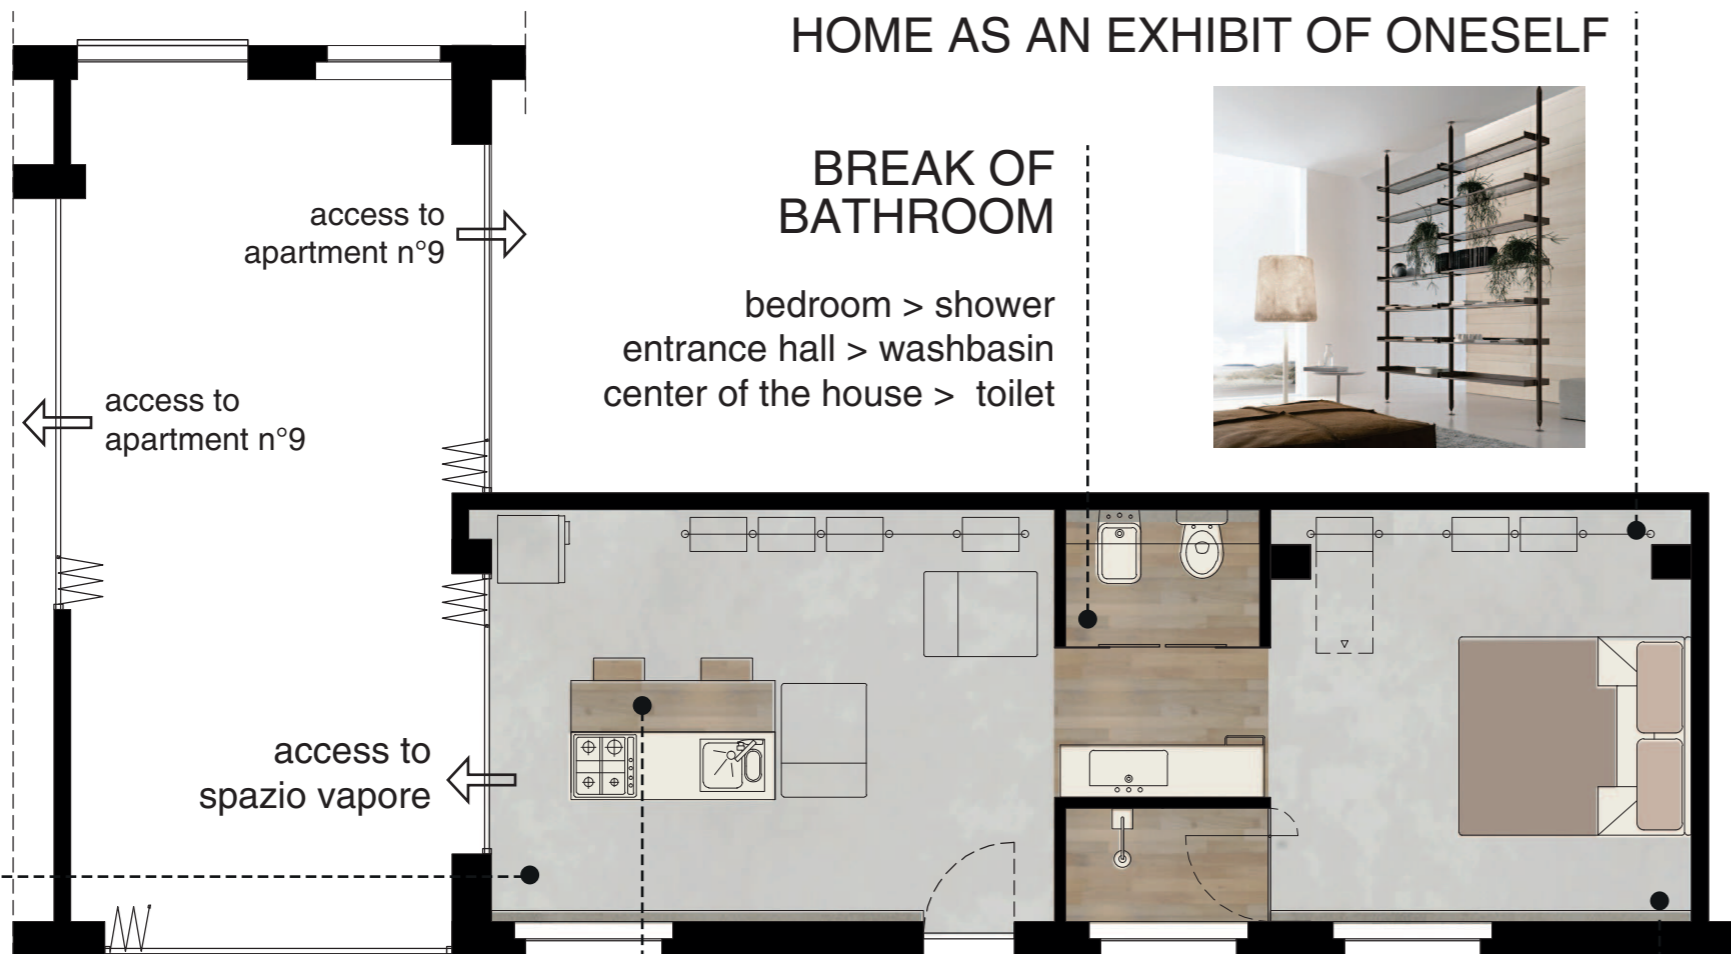 HOME AS AN EXHIBIT OF ONESELF
BREAK OF
BATHROOM
bedroom > shower
entrance hall > washbasin
center of the house > toilet
access to
apartment n°9
access to
apartment n°9
access to
spazio vapore